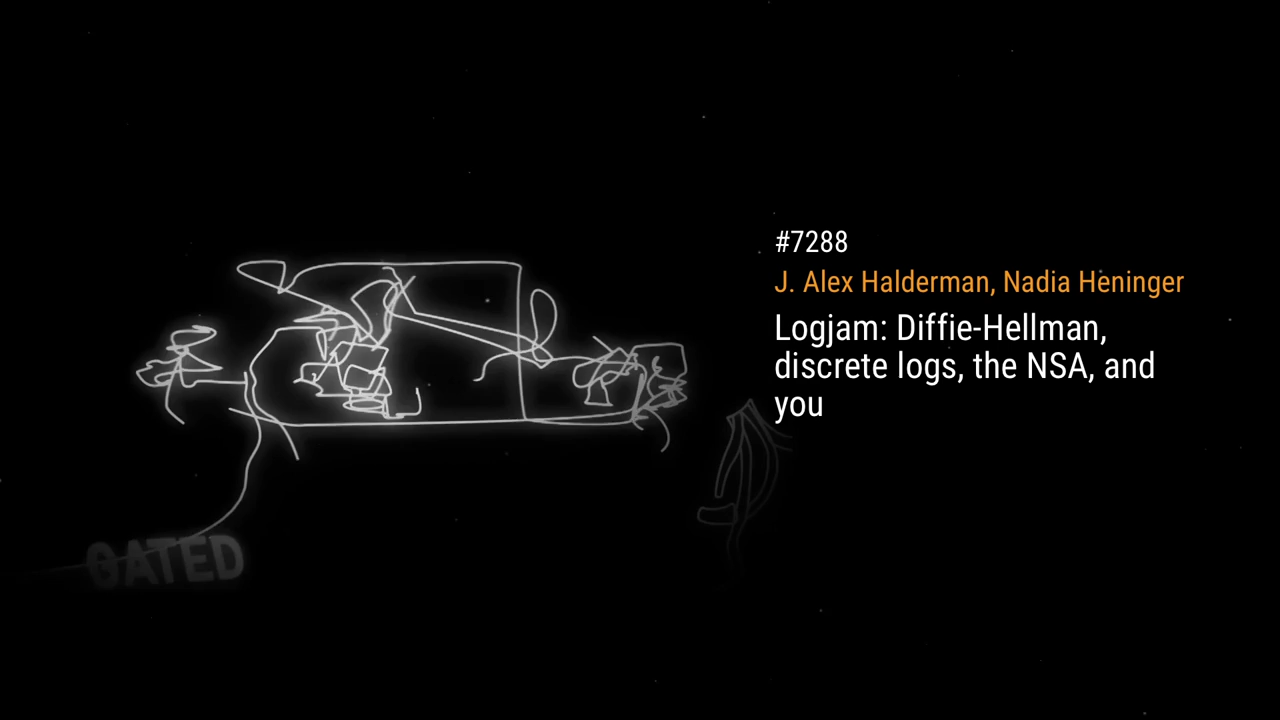 #7288
J. Alex Halderman, Nadia Heninger
Logjam: Diffie-Hellman,
discrete logs, the NSA, and
you
GATED